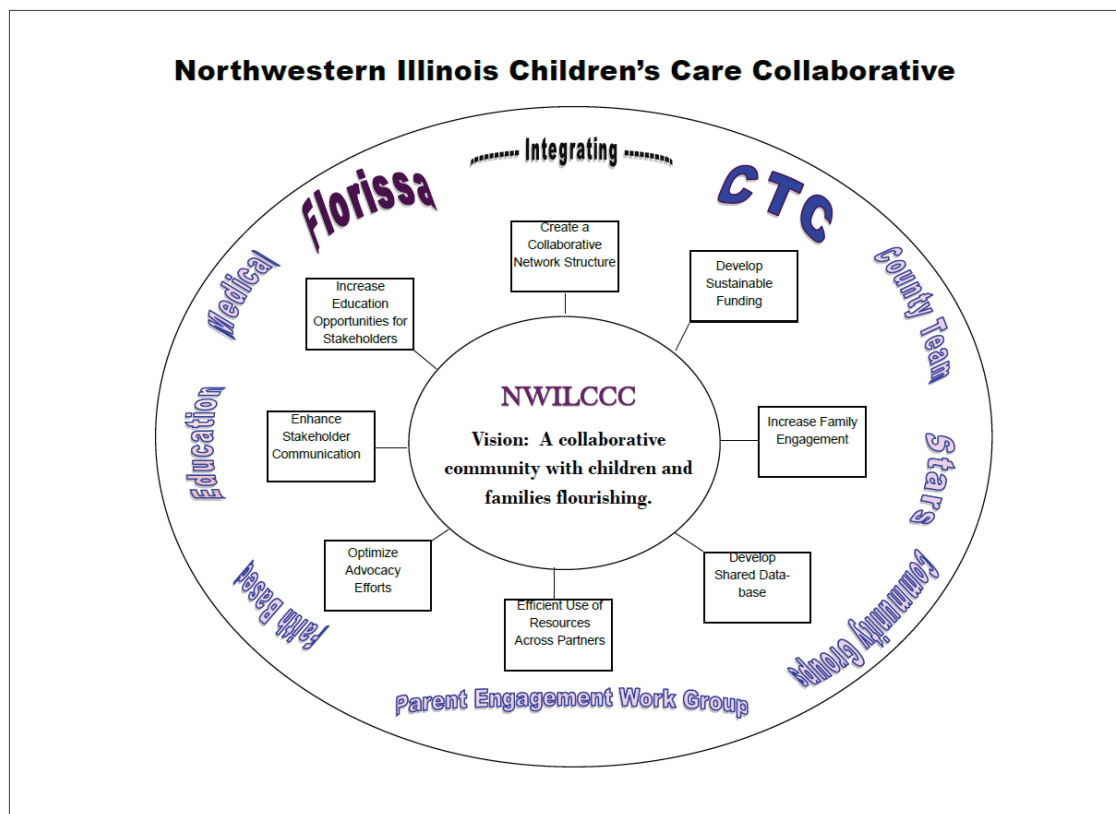 Northwestern Illinois Children’s Care Collaborative
-------- Integrating --------
Florissa
CTC
Medical
County Team
Education
Stars
Faith Based
Community Groups
Parent Engagement Work Group
Create a
Collaborative
Network Structure
Develop
Sustainable
Funding
Increase Family
Engagement
Develop
Shared Data-
base
Efficient Use of
Resources
Across Partners
Optimize
Advocacy
Efforts
Enhance
Stakeholder
Communication
Increase
Education
Opportunities for
Stakeholders
NWILCCC
Vision: A collaborative
community with children and
families flourishing.